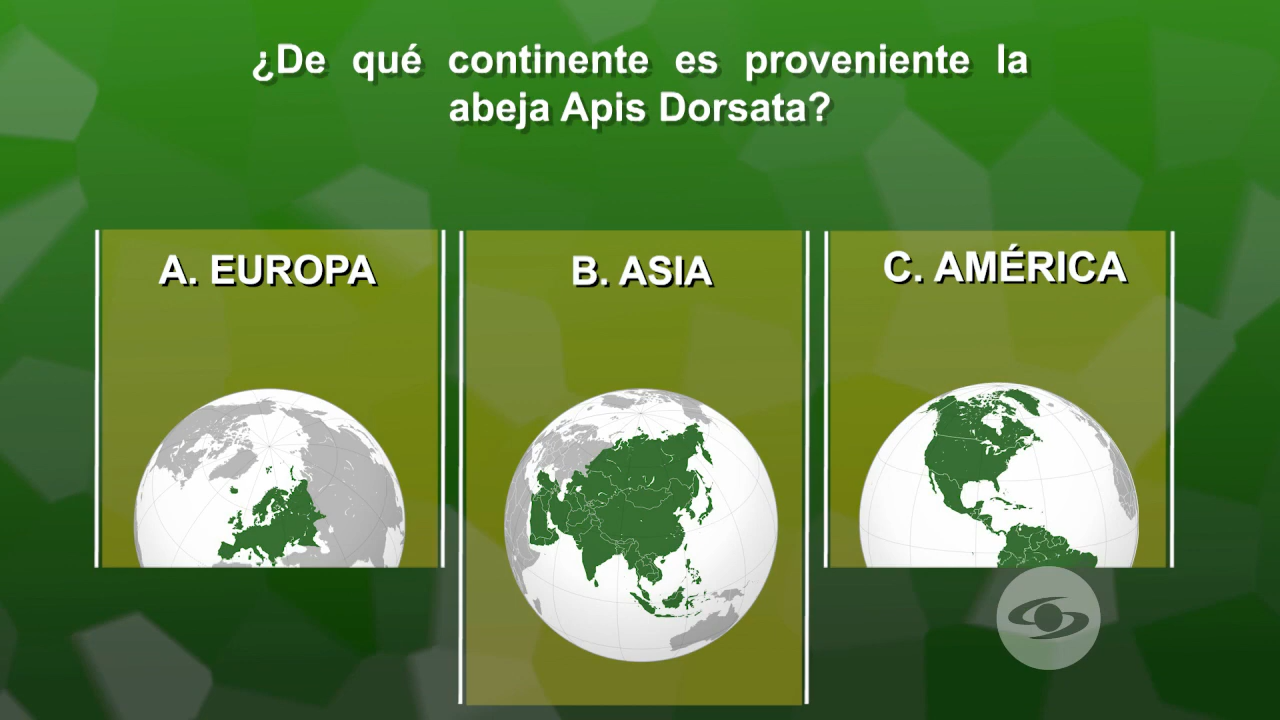 ¿De qué continente es proveniente la
abeja Apis Dorsata?
A. EUROPA
B. ASIA
C. AMÉRICA